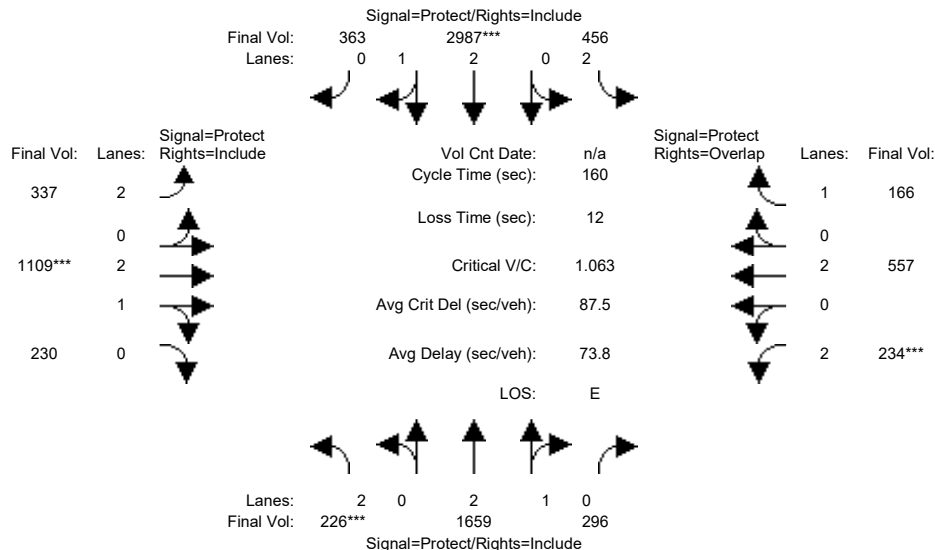 Signal=Protect/Rights=Include
Final Vol: 363 2987*** 456
Lanes: 0 1 2 0 2
Signal=Protect Signal=Protect
Final Vol: Lanes: Rights=Include Vol Cnt Date: n/a Rights=Overlap Lanes: Final Vol:
Cycle Time (sec): 160
337 2 1 166
Loss Time (sec): 12
0 0
1109*** 2 Critical V/C: 1.063 2 557
1 Avg Crit Del (sec/veh): 87.5 0
230 0 Avg Delay (sec/veh): 73.8 2 234***
LOS: E
Lanes: 2 0 2 1 0
Final Vol: 226*** 1659 296
Signal=Protect/Rights=Include